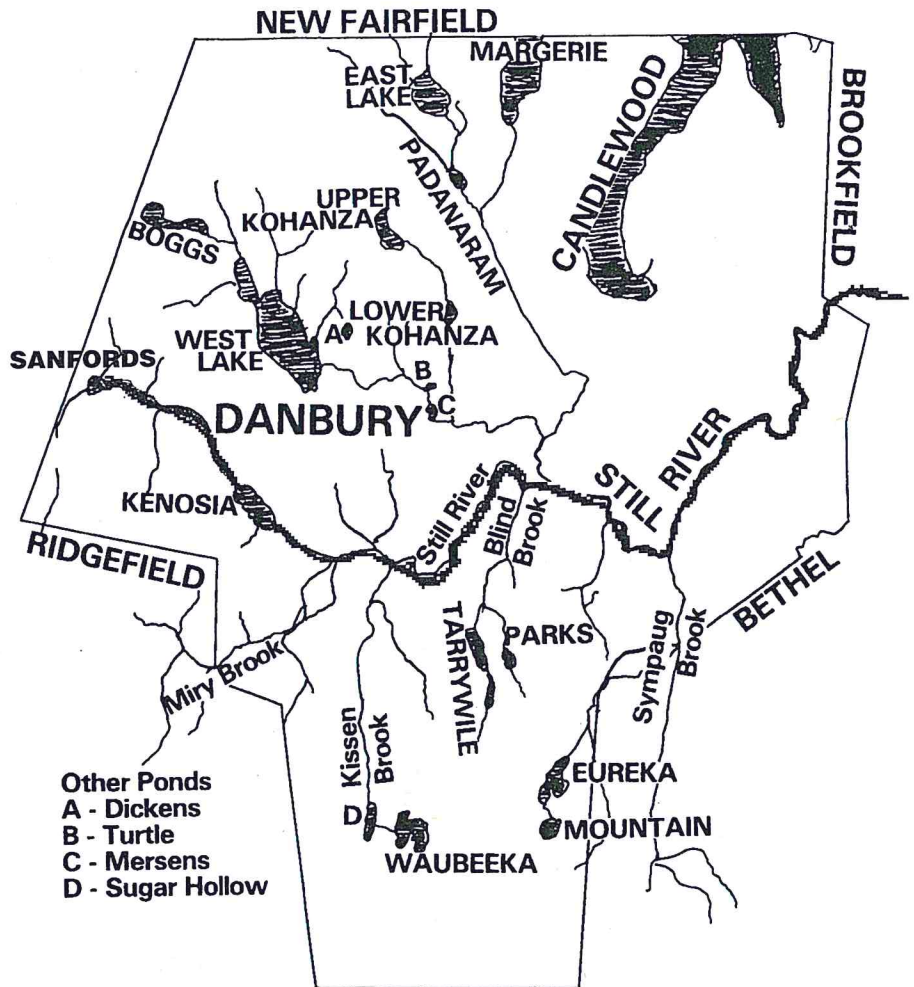 NEW FAIRFIELD
MARGERIE
EAST
LAKE
CANDLEWOOD
BROOKFIELD
PADANARAM
UPPER
KOHANZA
BOGGS
LOWER
KOHANZA
A
WEST
LAKE
SANFORDS
B
C
DANBURY
STILL RIVER
KENOSIA
Still River
Blind
Brook
RIDGEFIELD
BETHEL
TARRYWILE
PARKS
Sympaug
Brook
Miry Brook
Kissen
Brook
EUREKA
D
MOUNTAIN
WAUBEEKA
Other Ponds
A - Dickens
B - Turtle
C - Mersens
D - Sugar Hollow